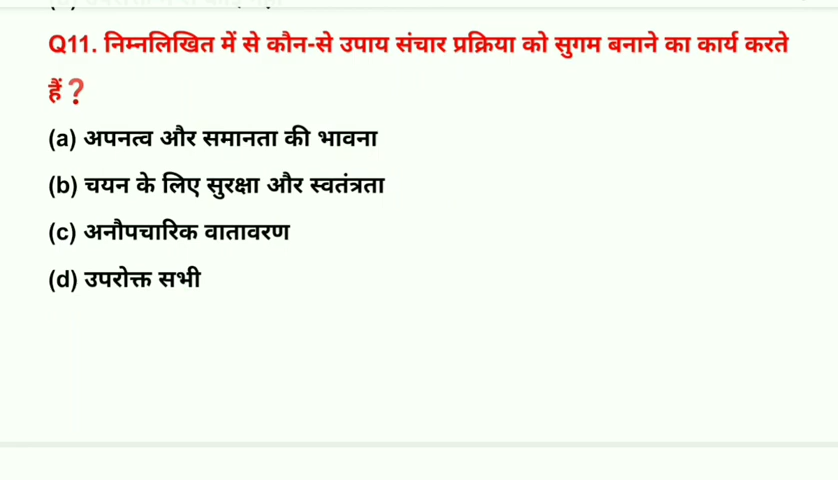 Q11. निम्नलिखित में से कौन-से उपाय संचार प्रक्रिया को सुगम बनाने का कार्य करते
हैं❓
(a) अपनत्व और समानता की भावना
(b) चयन के लिए सुरक्षा और स्वतंत्रता
(c) अनौपचारिक वातावरण
(d) उपरोक्त सभी